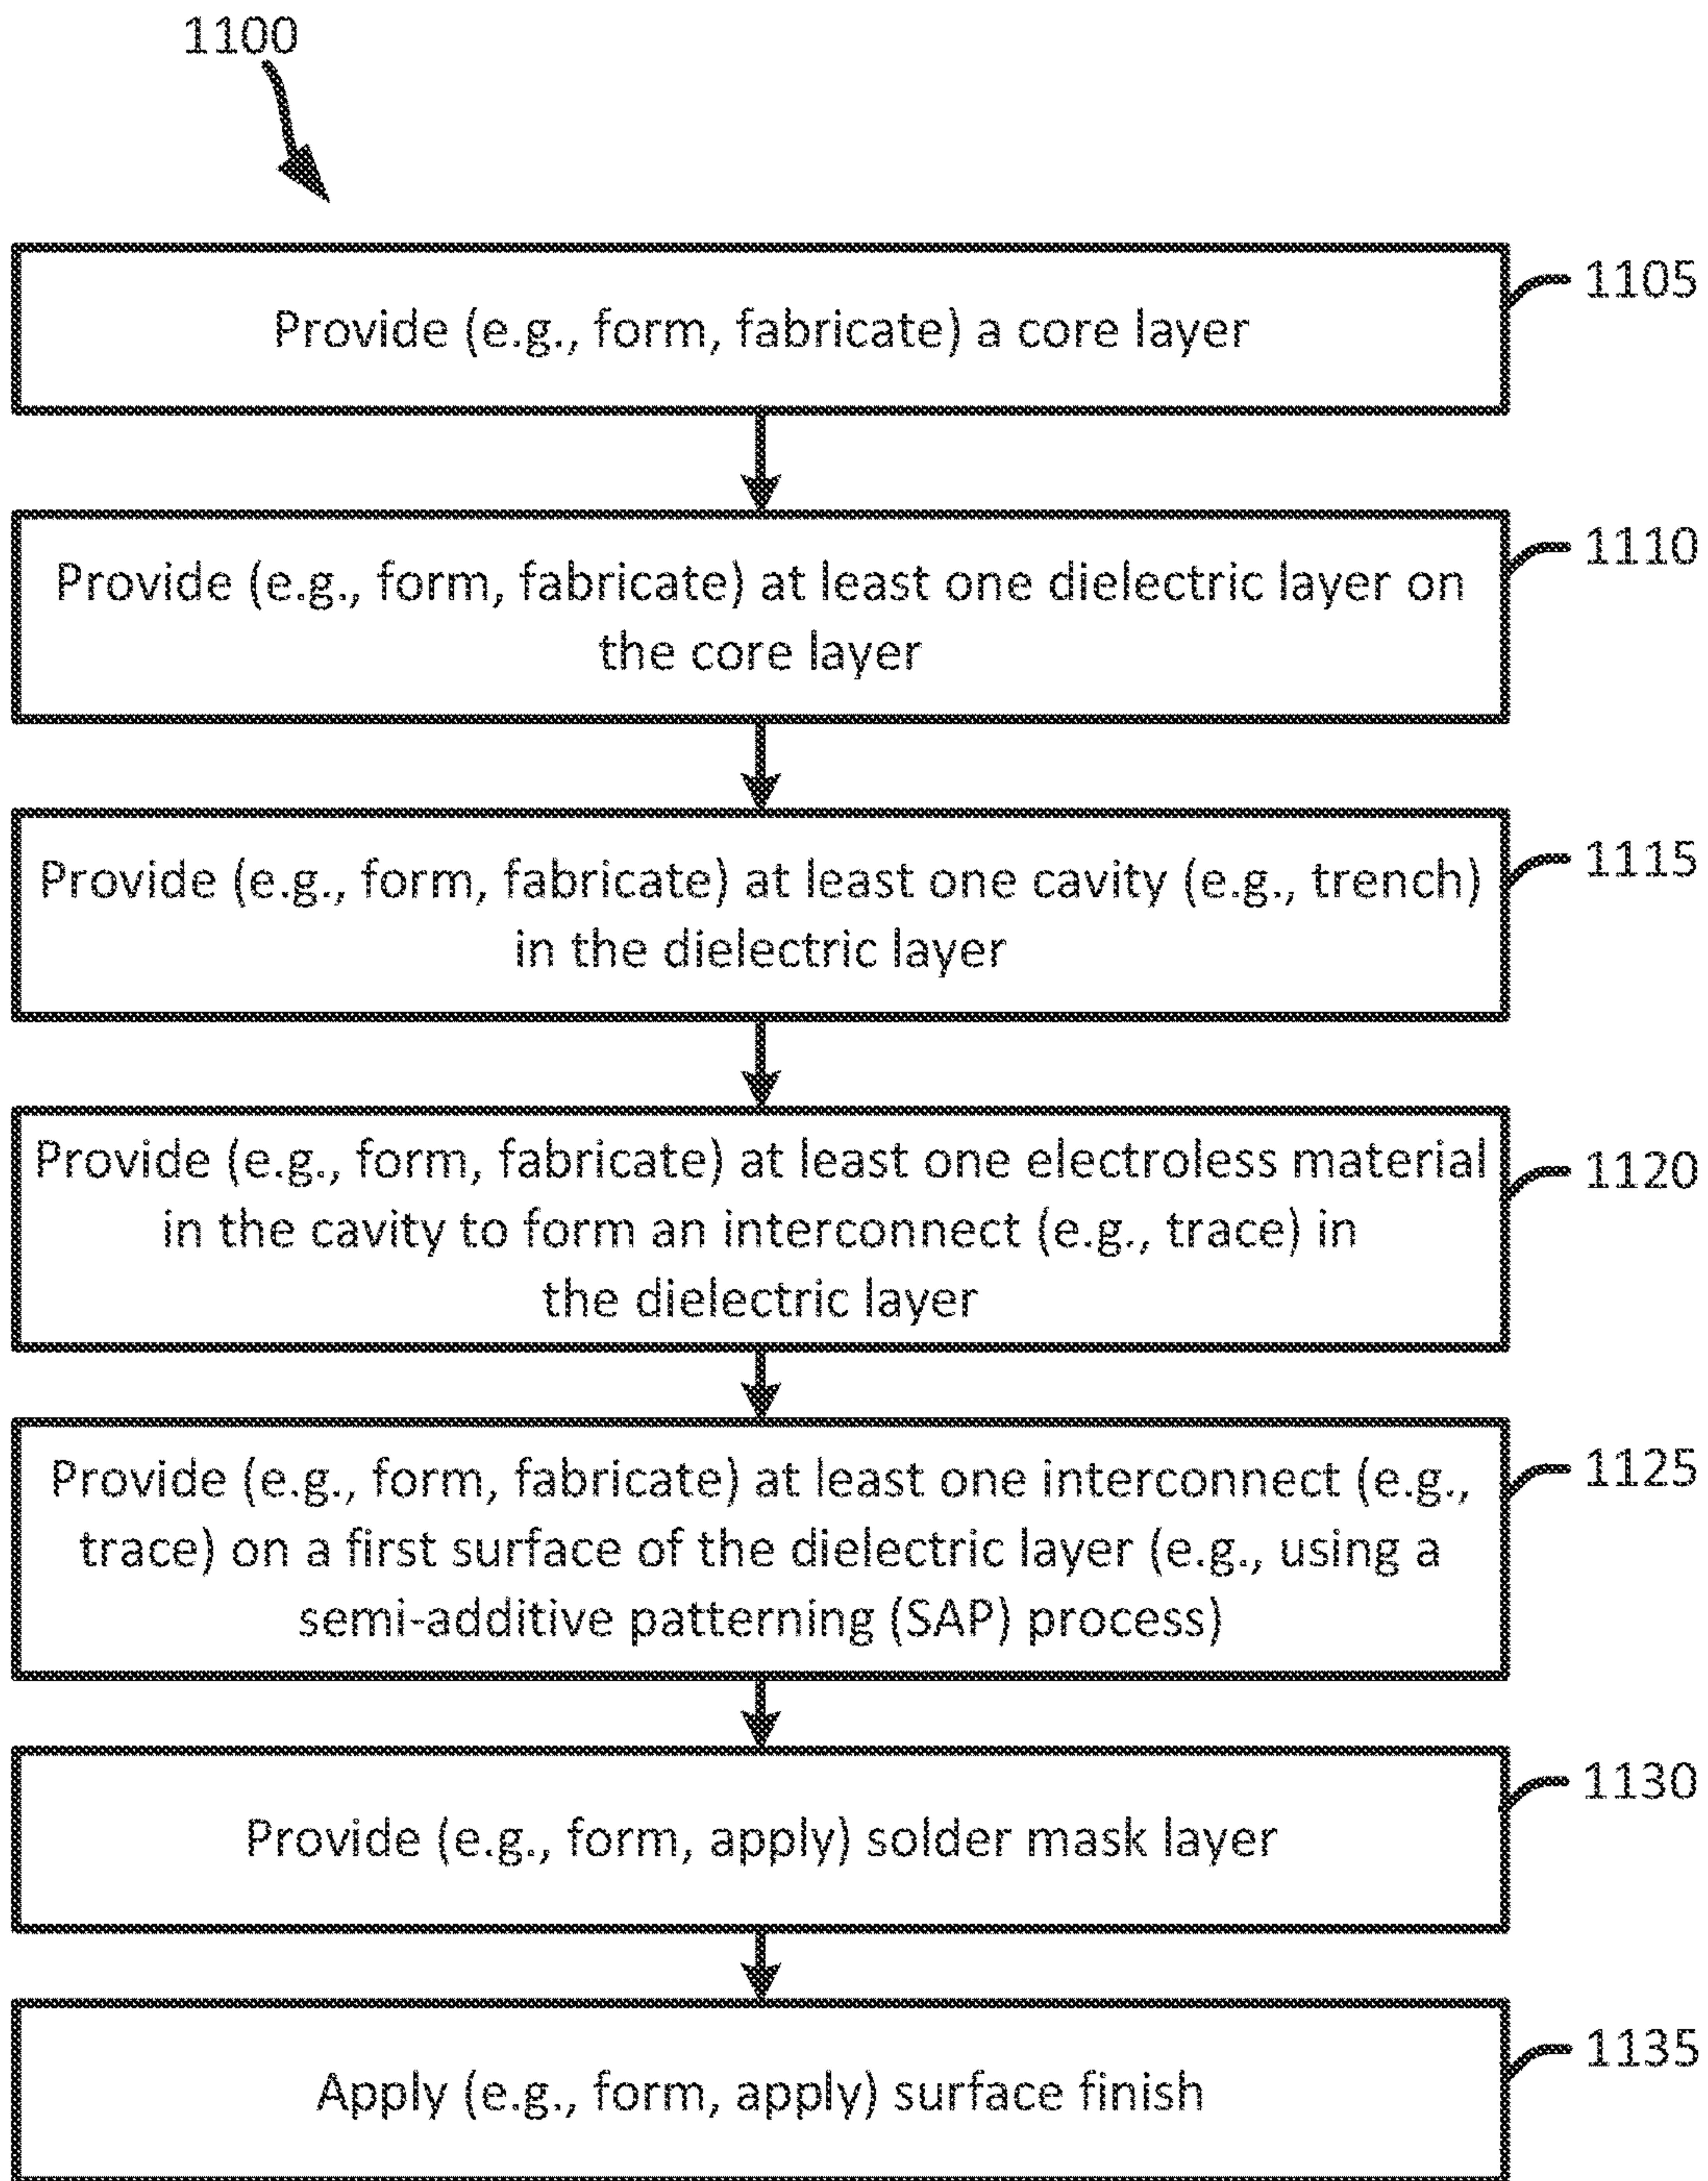 1100
Provide (e.g., form, fabricate) a core layer
1105
Provide (e.g., form, fabricate) at least one dielectric layer on
the core layer
1110
Provide (e.g., form, fabricate) at least one cavity (e.g., trench)
in the dielectric layer
1115
Provide (e.g., form, fabricate) at least one electroless material
in the cavity to form an interconnect (e.g., trace) in
the dielectric layer
1120
Provide (e.g., form, fabricate) at least one interconnect (e.g.,
trace) on a first surface of the dielectric layer (e.g., using a
semi-additive patterning (SAP) process)
1125
Provide (e.g., form, apply) solder mask layer
1130
Apply (e.g., form, apply) surface finish
1135